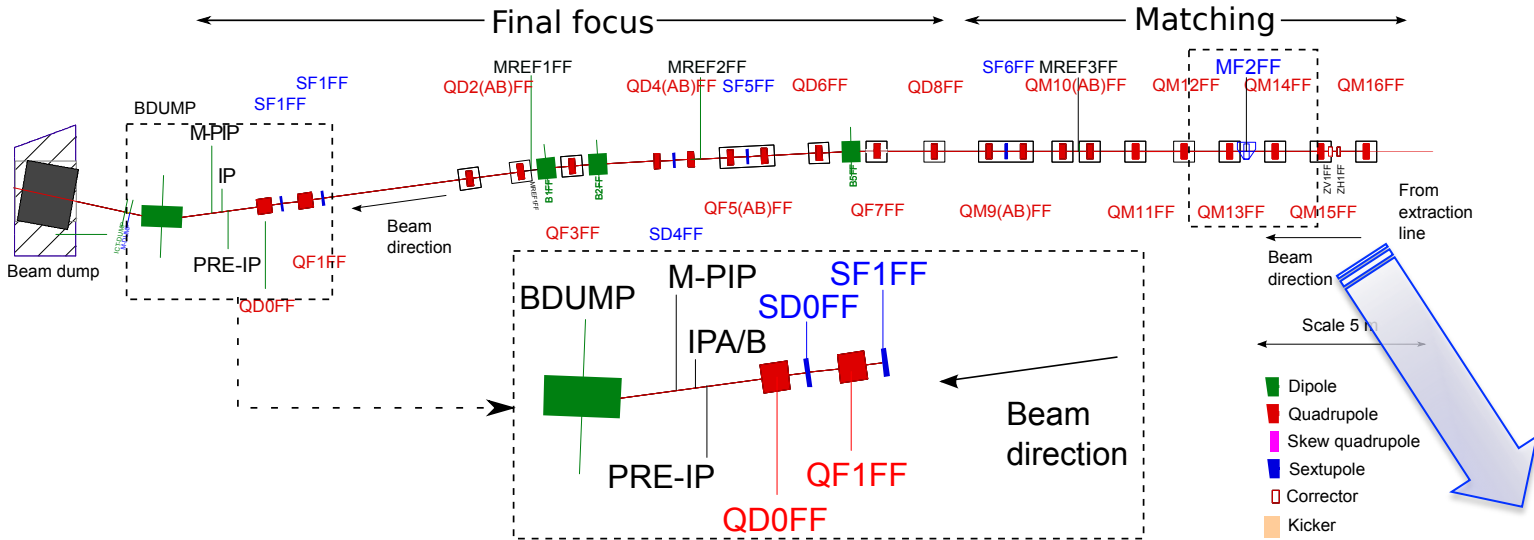 Final focus
Matching
MREF1FF
MREF2FF
SF6FF
MREF3FF
MF2FF
SF1FF
QD2(AB)FF
QD4(AB)FF
SF5FF
QD6FF
QD8FF
QM10(AB)FF
QM12FF
QM14FF
QM16FF
BDUMP
SF1FF
M-PIP
IP
MREF1FF
B1FF
B2FF
B5FF
ZV1FF
ZH1FF
ICTDUMP
PRE-IP
QF1FF
QD0FF
Beam dump
Beam
direction
QF3FF
SD4FF
QF5(AB)FF
QF7FF
QM9(AB)FF
QM11FF
QM13FF
QM15FF
From
extraction
line
Beam
direction
BDUMP
M-PIP
SF1FF
SD0FF
IPA/B
PRE-IP
QF1FF
QD0FF
Beam
direction
Scale 5 m
Dipole
Quadrupole
Skew quadrupole
Sextupole
Corrector
Kicker